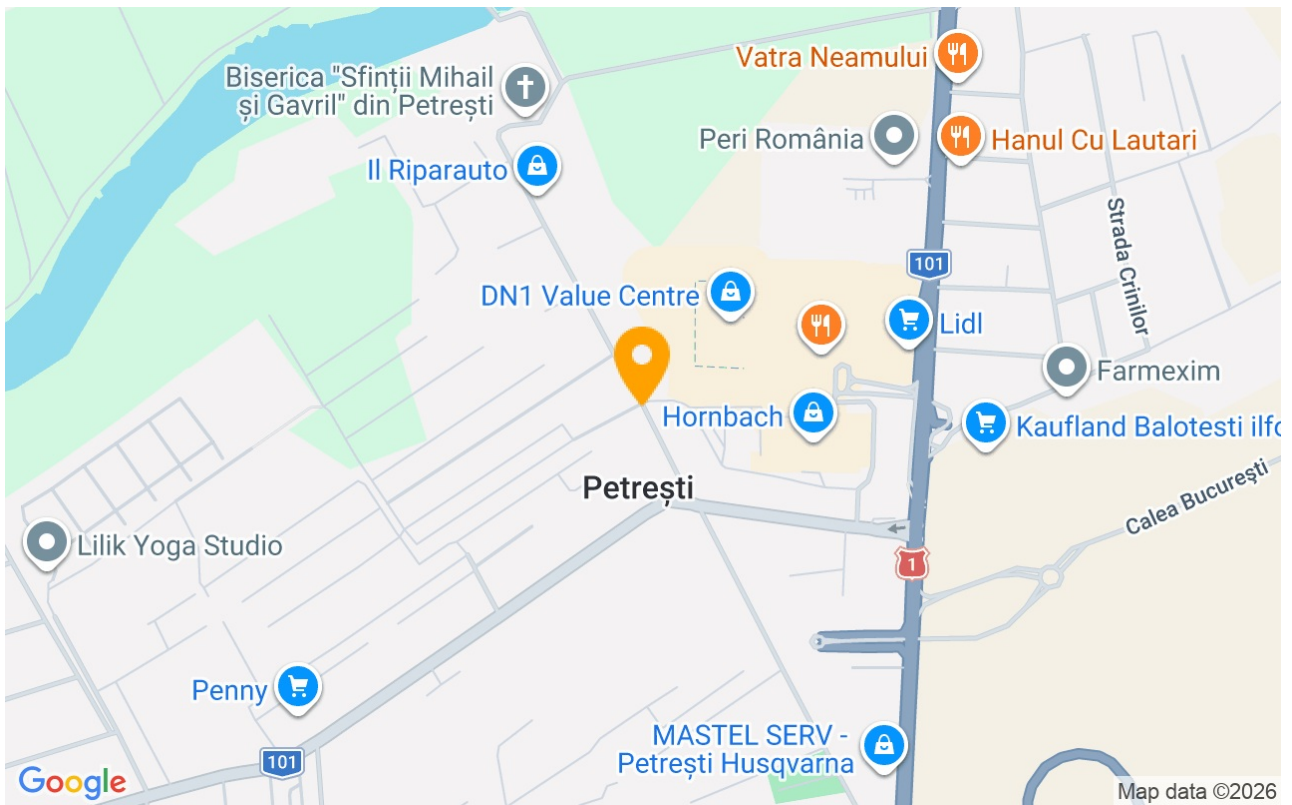 Vatra Neamului
Biserica "Sfinții Mihail
și Gavril" din Petrești
Peri România
Hanul Cu Lautari
Il Riparauto
Strada Crinilor
101
DN1 Value Centre
Lidl
Farmexim
Hornbach
Kaufland Balotesti ilfo
Petrești
Calea București
Lilik Yoga Studio
1
Penny
MASTEL SERV -
Petrești Husqvarna
101
Google
Map data ©2026